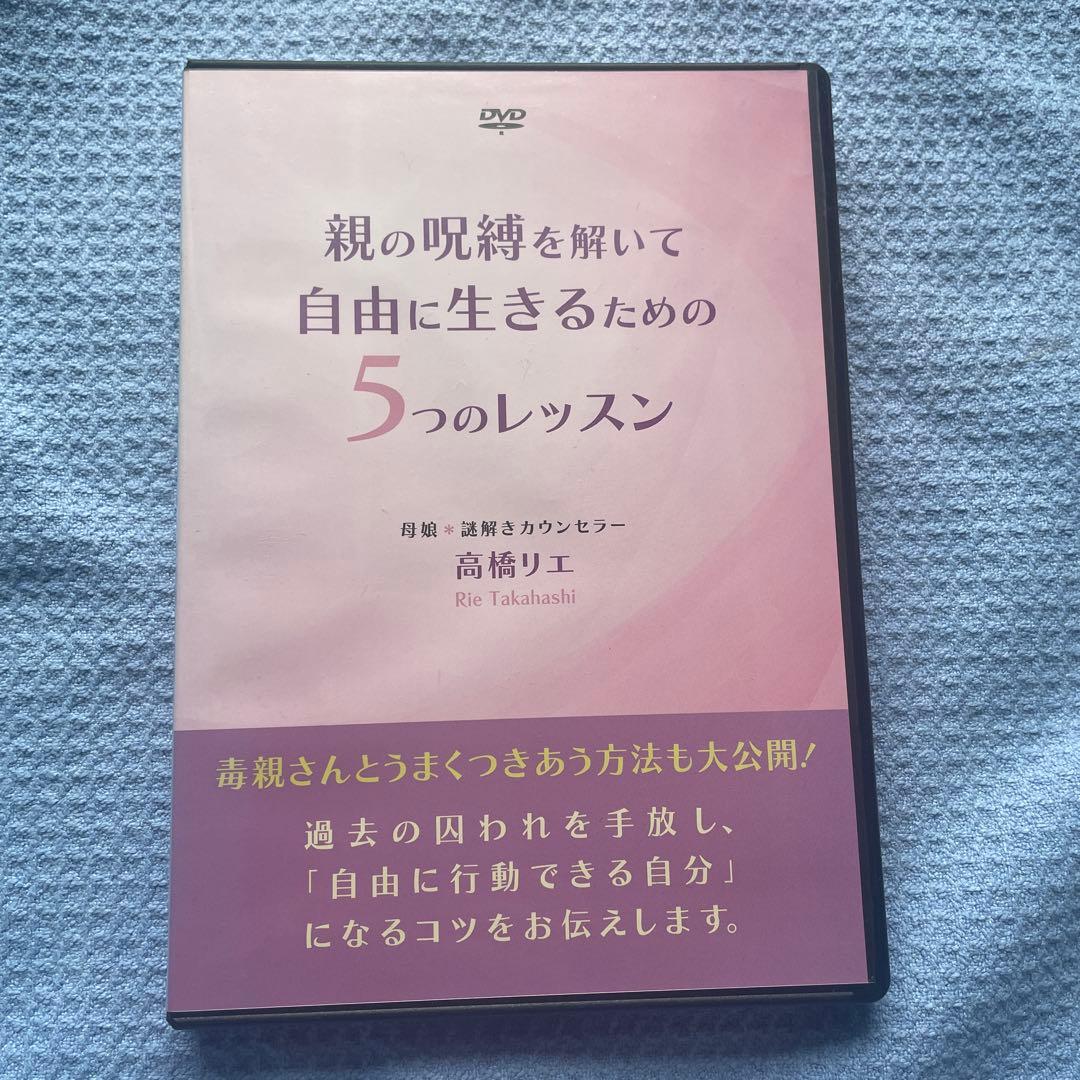 DVD
親の呪縛を解いて
自由に生きるための
5つのレッスン
母娘*謎解きカウンセラー
高橋リエ
Rie Takahashi
毒親さんとうまくつきあう方法も大公開!
過去の囚われを手放し、
「自由に行動できる自分」
になるコツをお伝えします。